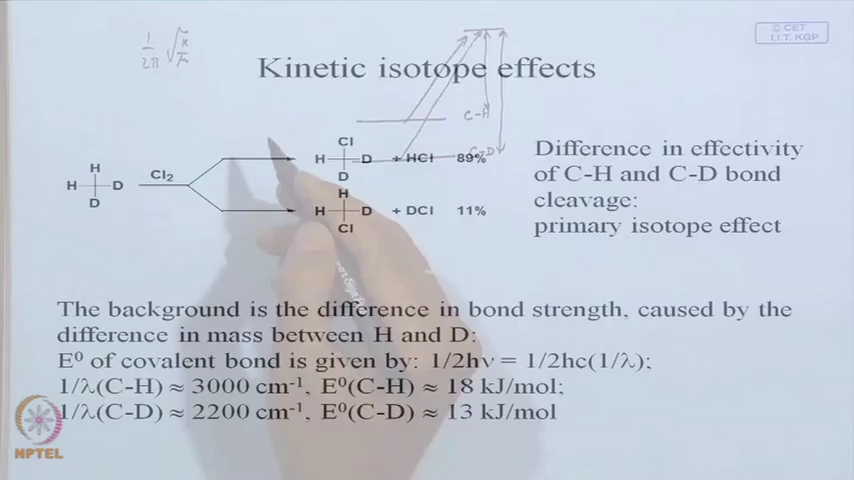 © CET
I.I.T. KGP
1/2π √k/μ
Kinetic isotope effects
C-H
C-D
H
H D
D
Cl2
Cl
H D + HCl 89%
D
H
H D + DCl 11%
Cl
Difference in effectivity
of C-H and C-D bond
cleavage:
primary isotope effect
The background is the difference in bond strength, caused by the
difference in mass between H and D:
E⁰ of covalent bond is given by: 1/2hν = 1/2hc(1/λ);
1/λ(C-H) ≈ 3000 cm⁻¹, E⁰(C-H) ≈ 18 kJ/mol;
1/λ(C-D) ≈ 2200 cm⁻¹, E⁰(C-D) ≈ 13 kJ/mol
NPTEL